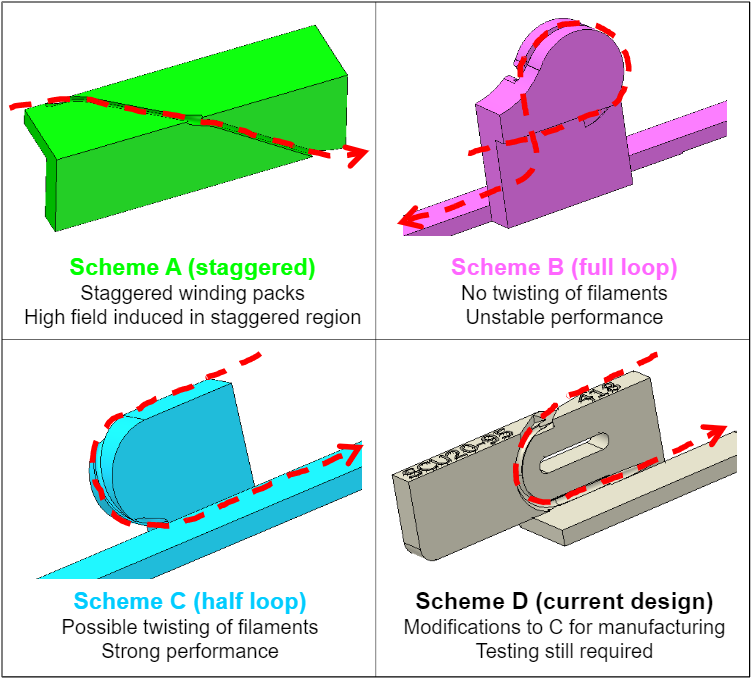 Scheme A (staggered)
Staggered winding packs
High field induced in staggered region
Scheme B (full loop)
No twisting of filaments
Unstable performance
Scheme C (half loop)
Possible twisting of filaments
Strong performance
Scheme D (current design)
Modifications to C for manufacturing
Testing still required